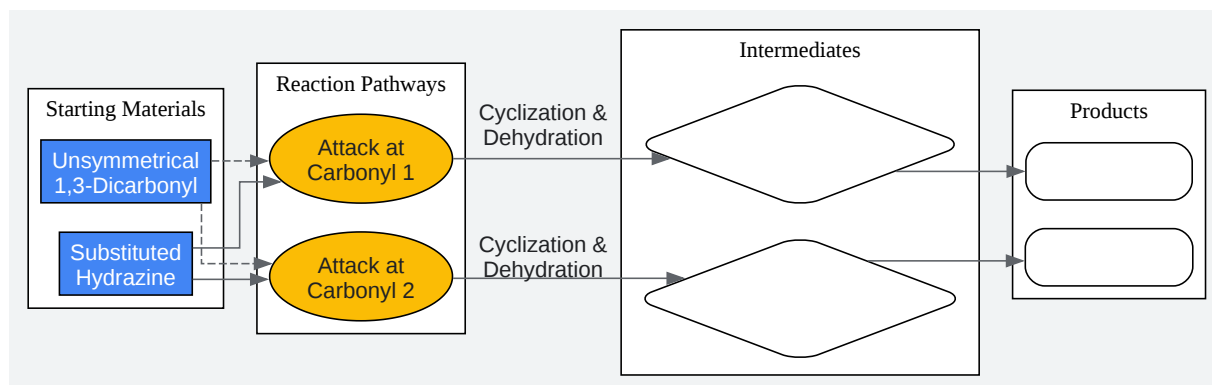 Starting Materials
Unsymmetrical
1,3-Dicarbonyl
Substituted
Hydrazine
Reaction Pathways
Attack at
Carbonyl 1
Attack at
Carbonyl 2
Cyclization &
Dehydration
Cyclization &
Dehydration
Intermediates
Products